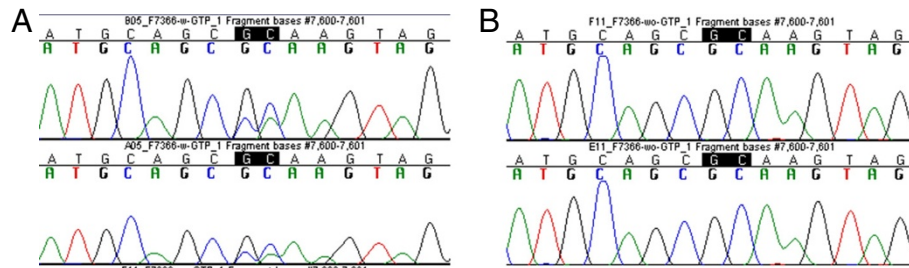 A
B05_F7366-w-GTP_1 Fragment bases #7,600-7,601
A T G C A G C G C A A G T A G
A T G C A G C G C A A G T A G
A05_F7366-w-GTP_1 Fragment bases #7,600-7,601
A T G C A G C G C A A G T A G
A T G C A G C G C A A G T A G
B
F11_F7366-wo-GTP_1 Fragment bases #7,600-7,601
A T G C A G C G C A A G T A G
A T G C A G C G C A A G T A G
E11_F7366-wo-GTP_1 Fragment bases #7,600-7,601
A T G C A G C G C A A G T A G
A T G C A G C G C A A G T A G